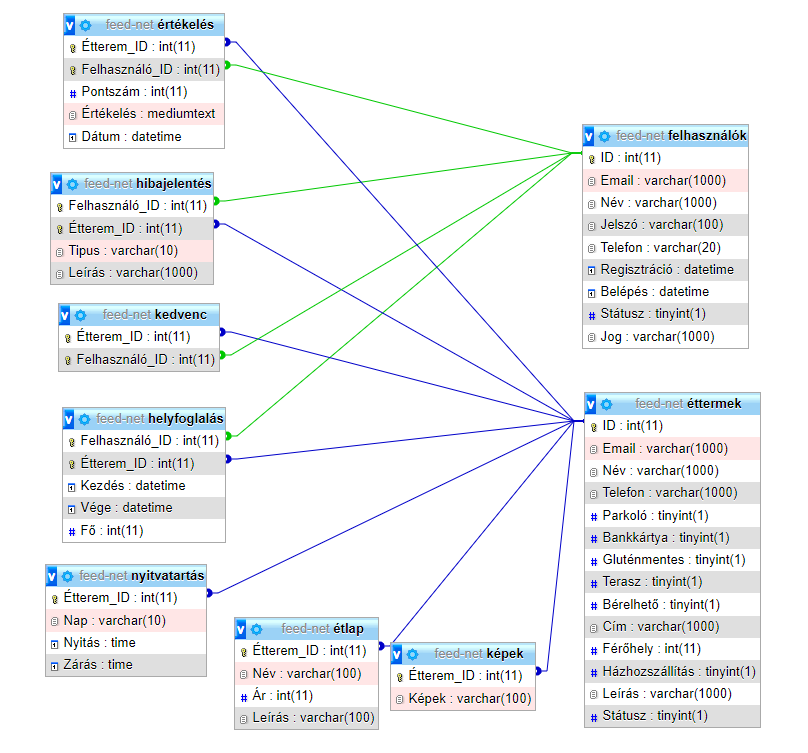 feed-net értékelés
Étterem_ID : int(11)
Felhasználó_ID : int(11)
Pontszám : int(11)
Értékelés : mediumtext
Dátum : datetime
feed-net hibajelentés
Felhasználó_ID : int(11)
Étterem_ID : int(11)
Tipus : varchar(10)
Leírás : varchar(1000)
feed-net kedvenc
Étterem_ID : int(11)
Felhasználó_ID : int(11)
feed-net helyfoglalás
Felhasználó_ID : int(11)
Étterem_ID : int(11)
Kezdés : datetime
Vége : datetime
Fő : int(11)
feed-net nyitvatartás
Étterem_ID : int(11)
Nap : varchar(10)
Nyitás : time
Zárás : time
feed-net étlap
Étterem_ID : int(11)
Név : varchar(100)
Ár : int(11)
Leírás : varchar(100)
feed-net képek
Étterem_ID : int(11)
Képek : varchar(100)
feed-net felhasználók
ID : int(11)
Email : varchar(1000)
Név : varchar(1000)
Jelszó : varchar(100)
Telefon : varchar(20)
Regisztráció : datetime
Belépés : datetime
Státusz : tinyint(1)
Jog : varchar(1000)
feed-net éttermek
ID : int(11)
Email : varchar(1000)
Név : varchar(1000)
Telefon : varchar(1000)
Parkoló : tinyint(1)
Bankkártya : tinyint(1)
Gluténmentes : tinyint(1)
Terasz : tinyint(1)
Bérelhető : tinyint(1)
Cím : varchar(1000)
Férőhely : int(11)
Házhozszállítás : tinyint(1)
Leírás : varchar(1000)
Státusz : tinyint(1)